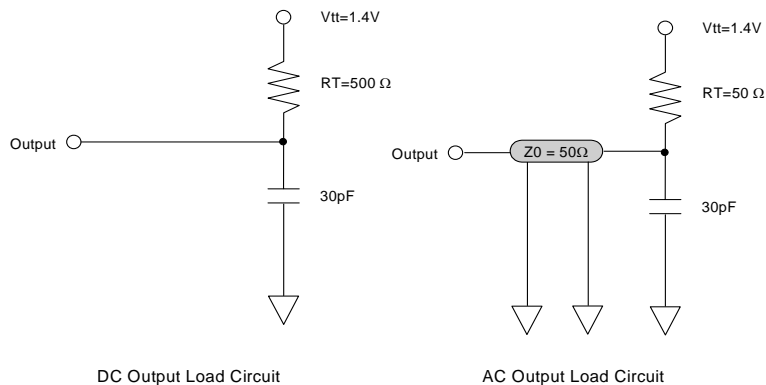 Vtt=1.4V
RT=500 Ω
Output
30pF
DC Output Load Circuit
Vtt=1.4V
RT=50 Ω
Output
Z0 = 50Ω
30pF
AC Output Load Circuit